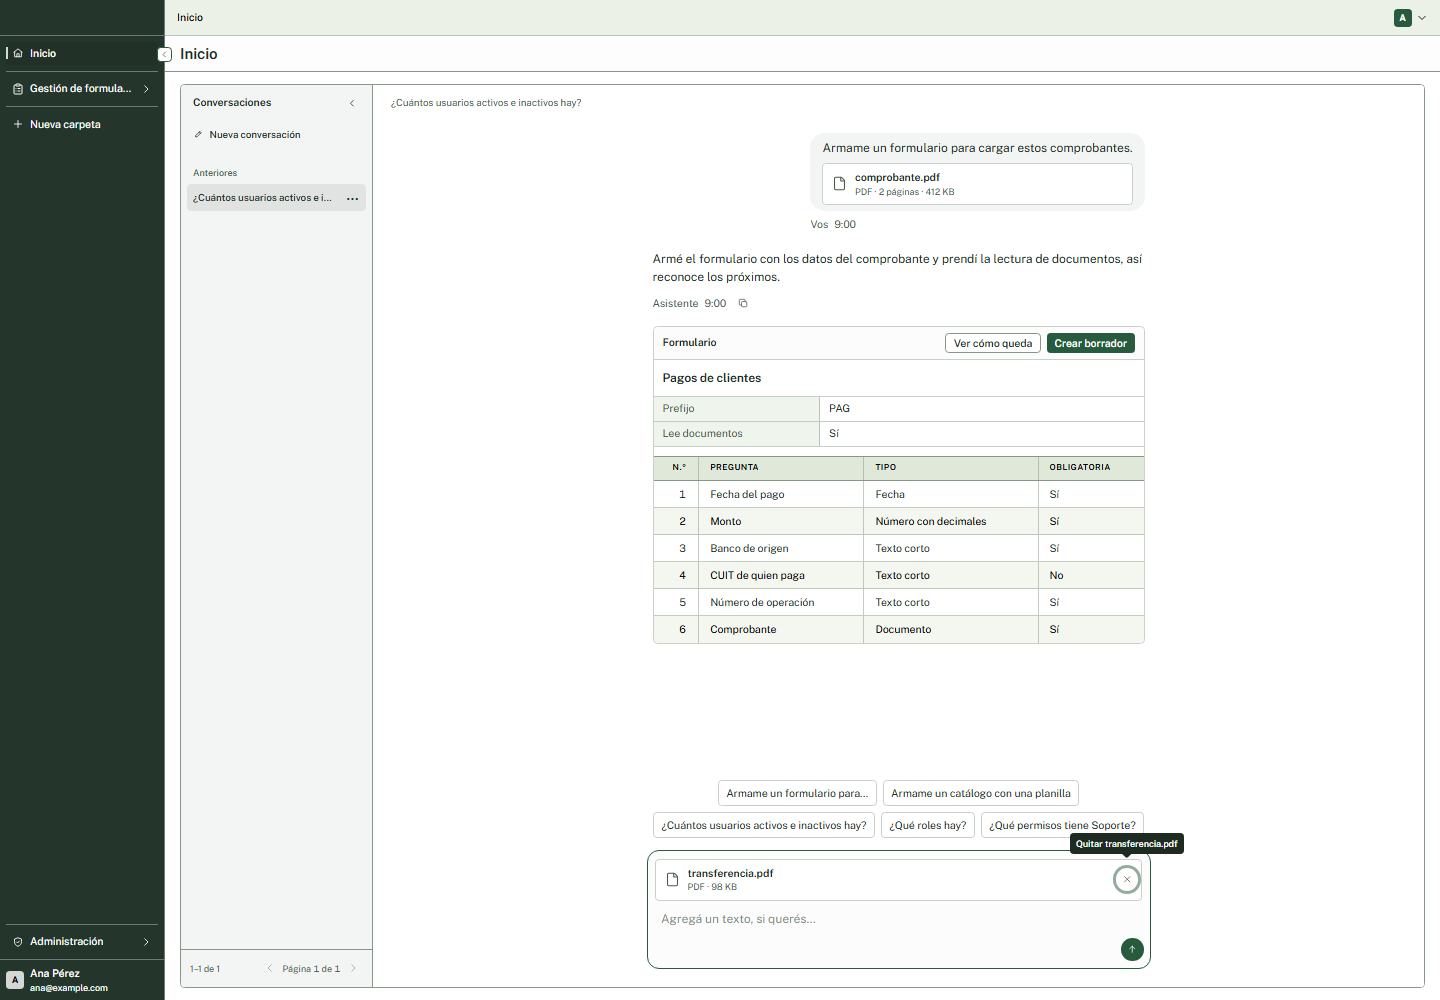 Inicio
A
Inicio
Gestión de formula...
Nueva carpeta
Administración
A
Ana Pérez
ana@example.com
Inicio
Conversaciones
Nueva conversación
Anteriores
¿Cuántos usuarios activos e i...
1–1 de 1
Página 1 de 1
¿Cuántos usuarios activos e inactivos hay?
Armame un formulario para cargar estos comprobantes.
comprobante.pdf
PDF · 2 páginas · 412 KB
Vos 9:00
Armé el formulario con los datos del comprobante y prendí la lectura de documentos, así
reconoce los próximos.
Asistente 9:00
Formulario
Ver cómo queda
Crear borrador
Pagos de clientes
Prefijo PAG
Lee documentos Sí
N.º PREGUNTA TIPO OBLIGATORIA
1 Fecha del pago Fecha Sí
2 Monto Número con decimales Sí
3 Banco de origen Texto corto Sí
4 CUIT de quien paga Texto corto No
5 Número de operación Texto corto Sí
6 Comprobante Documento Sí
Armame un formulario para...
Armame un catálogo con una planilla
¿Cuántos usuarios activos e inactivos hay?
¿Qué roles hay?
¿Qué permisos tiene Soporte?
Quitar transferencia.pdf
transferencia.pdf
PDF · 98 KB
Agregá un texto, si querés...